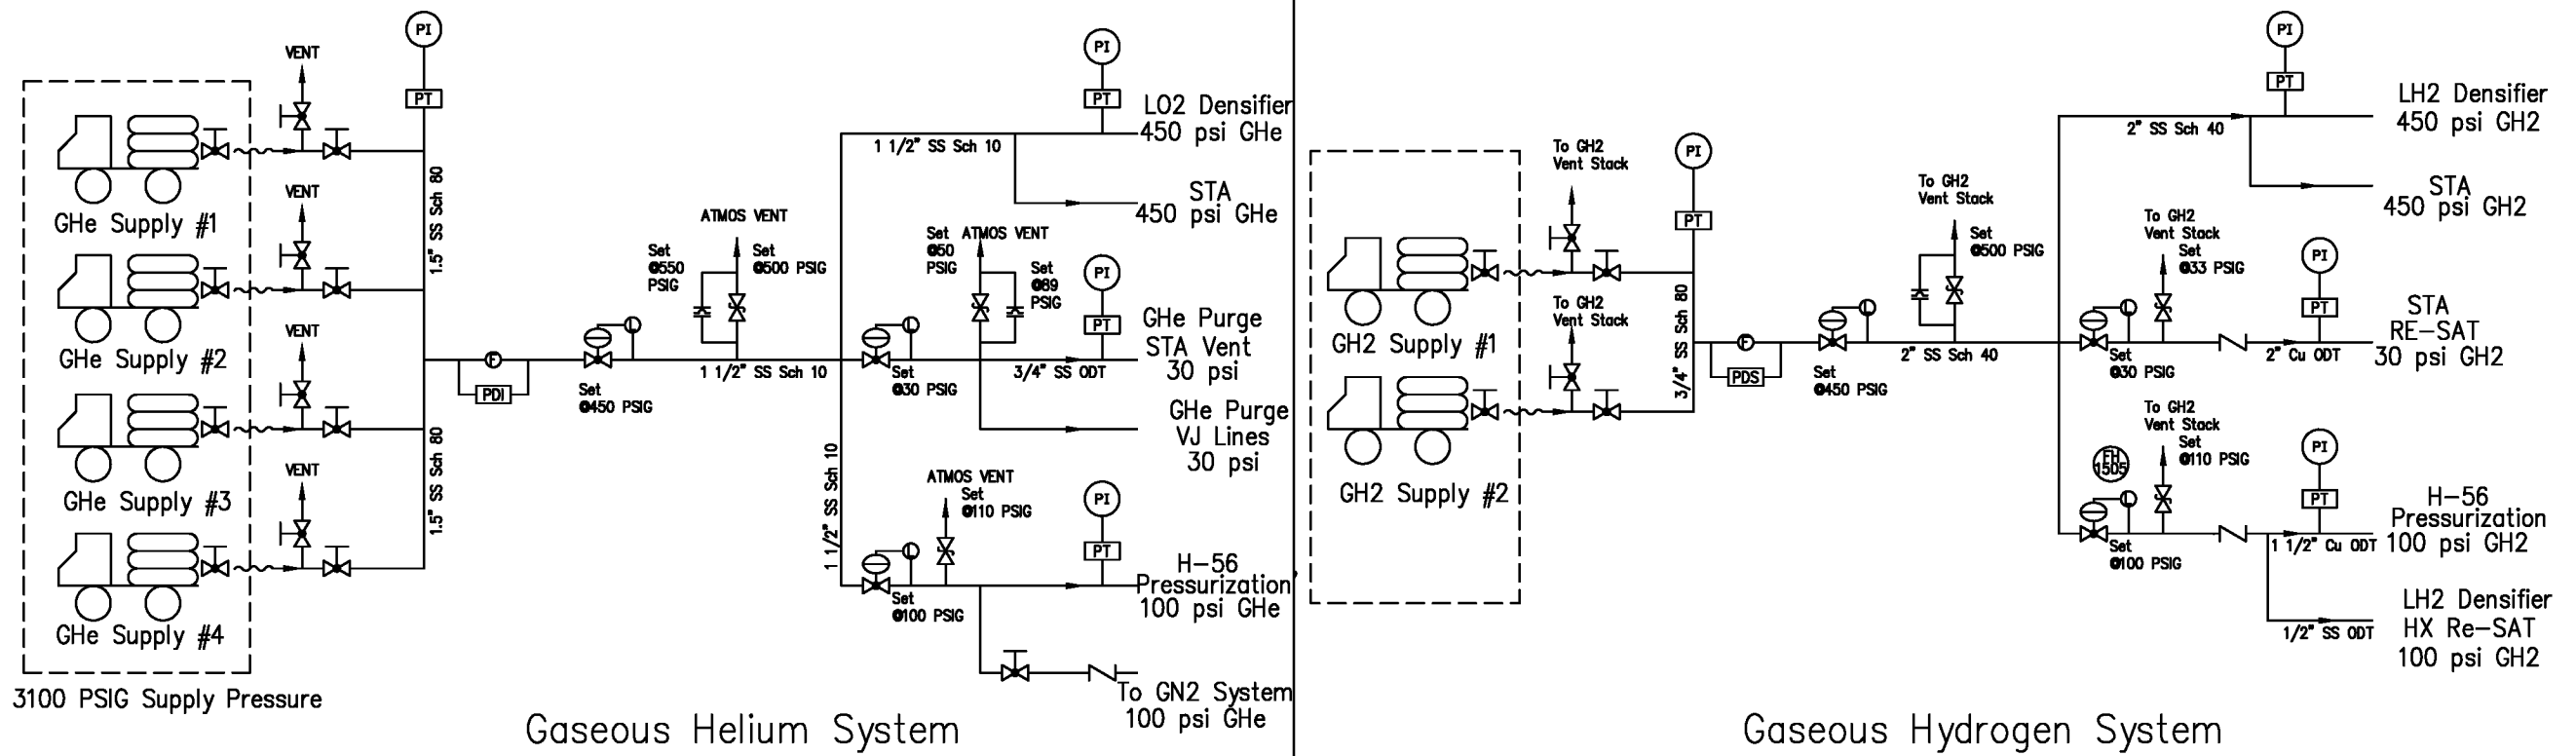 VENT
PI
PT
GHe Supply #1
VENT
GHe Supply #2
VENT
GHe Supply #3
VENT
GHe Supply #4
3100 PSIG Supply Pressure
1.5" SS Sch 80
1.5" SS Sch 80
F
PDI
L
Set
@450 PSIG
ATMOS VENT
Set
@550
PSIG
Set
@500 PSIG
1 1/2" SS Sch 10
PI
PT
1 1/2" SS Sch 10
LO2 Densifier
450 psi GHe
STA
450 psi GHe
Set
@50
PSIG
ATMOS VENT
Set
@89
PSIG
PI
PT
L
Set
@30 PSIG
3/4" SS ODT
GHe Purge
STA Vent
30 psi
GHe Purge
VJ Lines
30 psi
1 1/2" SS Sch 10
ATMOS VENT
Set
@110 PSIG
PI
PT
L
Set
@100 PSIG
H-56
Pressurization
100 psi GHe
To GN2 System
100 psi GHe
Gaseous Helium System
To GH2
Vent Stack
GH2 Supply #1
To GH2
Vent Stack
GH2 Supply #2
PI
PT
3/4" SS Sch 80
F
PDS
L
Set
@450 PSIG
To GH2
Vent Stack
Set
@500 PSIG
2" SS Sch 40
PI
PT
2" SS Sch 40
LH2 Densifier
450 psi GH2
STA
450 psi GH2
To GH2
Vent Stack
Set
@33 PSIG
PI
PT
L
Set
@30 PSIG
2" Cu ODT
STA
RE-SAT
30 psi GH2
To GH2
Vent Stack
Set
@110 PSIG
FH
1505
PI
PT
L
Set
@100 PSIG
1 1/2" Cu ODT
H-56
Pressurization
100 psi GH2
1/2" SS ODT
LH2 Densifier
HX Re-SAT
100 psi GH2
Gaseous Hydrogen System